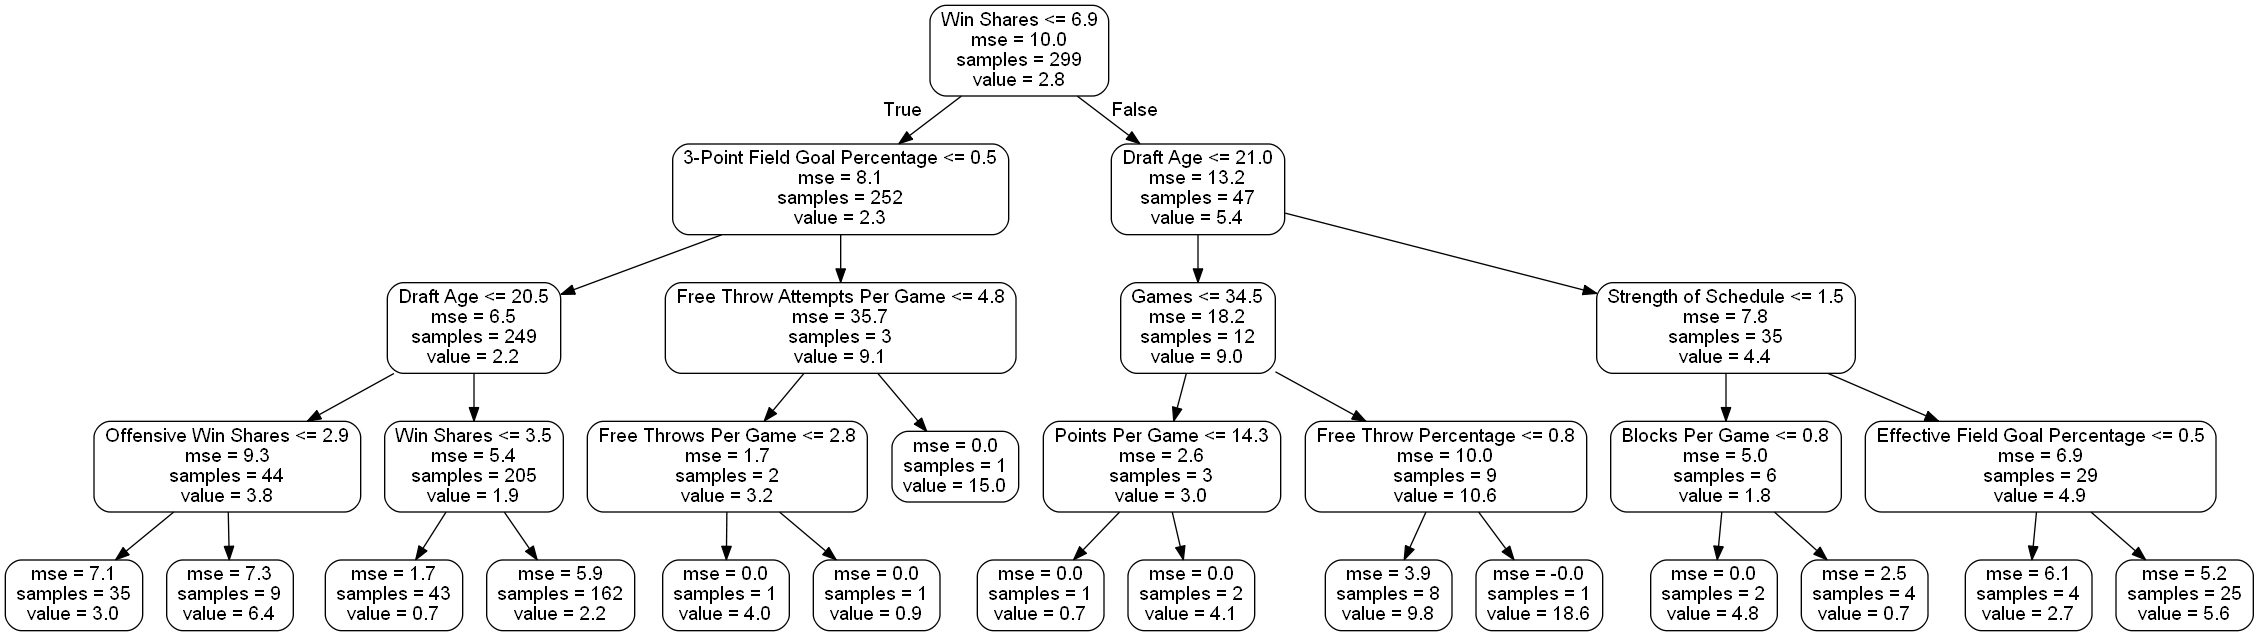 Win Shares <= 6.9
mse = 10.0
samples = 299
value = 2.8
True
False
3-Point Field Goal Percentage <= 0.5
mse = 8.1
samples = 252
value = 2.3
Draft Age <= 21.0
mse = 13.2
samples = 47
value = 5.4
Draft Age <= 20.5
mse = 6.5
samples = 249
value = 2.2
Free Throw Attempts Per Game <= 4.8
mse = 35.7
samples = 3
value = 9.1
Games <= 34.5
mse = 18.2
samples = 12
value = 9.0
Strength of Schedule <= 1.5
mse = 7.8
samples = 35
value = 4.4
Offensive Win Shares <= 2.9
mse = 9.3
samples = 44
value = 3.8
Win Shares <= 3.5
mse = 5.4
samples = 205
value = 1.9
Free Throws Per Game <= 2.8
mse = 1.7
samples = 2
value = 3.2
mse = 0.0
samples = 1
value = 15.0
Points Per Game <= 14.3
mse = 2.6
samples = 3
value = 3.0
Free Throw Percentage <= 0.8
mse = 10.0
samples = 9
value = 10.6
Blocks Per Game <= 0.8
mse = 5.0
samples = 6
value = 1.8
Effective Field Goal Percentage <= 0.5
mse = 6.9
samples = 29
value = 4.9
mse = 7.1
samples = 35
value = 3.0
mse = 7.3
samples = 9
value = 6.4
mse = 1.7
samples = 43
value = 0.7
mse = 5.9
samples = 162
value = 2.2
mse = 0.0
samples = 1
value = 4.0
mse = 0.0
samples = 1
value = 0.9
mse = 0.0
samples = 1
value = 0.7
mse = 0.0
samples = 2
value = 4.1
mse = 3.9
samples = 8
value = 9.8
mse = -0.0
samples = 1
value = 18.6
mse = 0.0
samples = 2
value = 4.8
mse = 2.5
samples = 4
value = 0.7
mse = 6.1
samples = 4
value = 2.7
mse = 5.2
samples = 25
value = 5.6